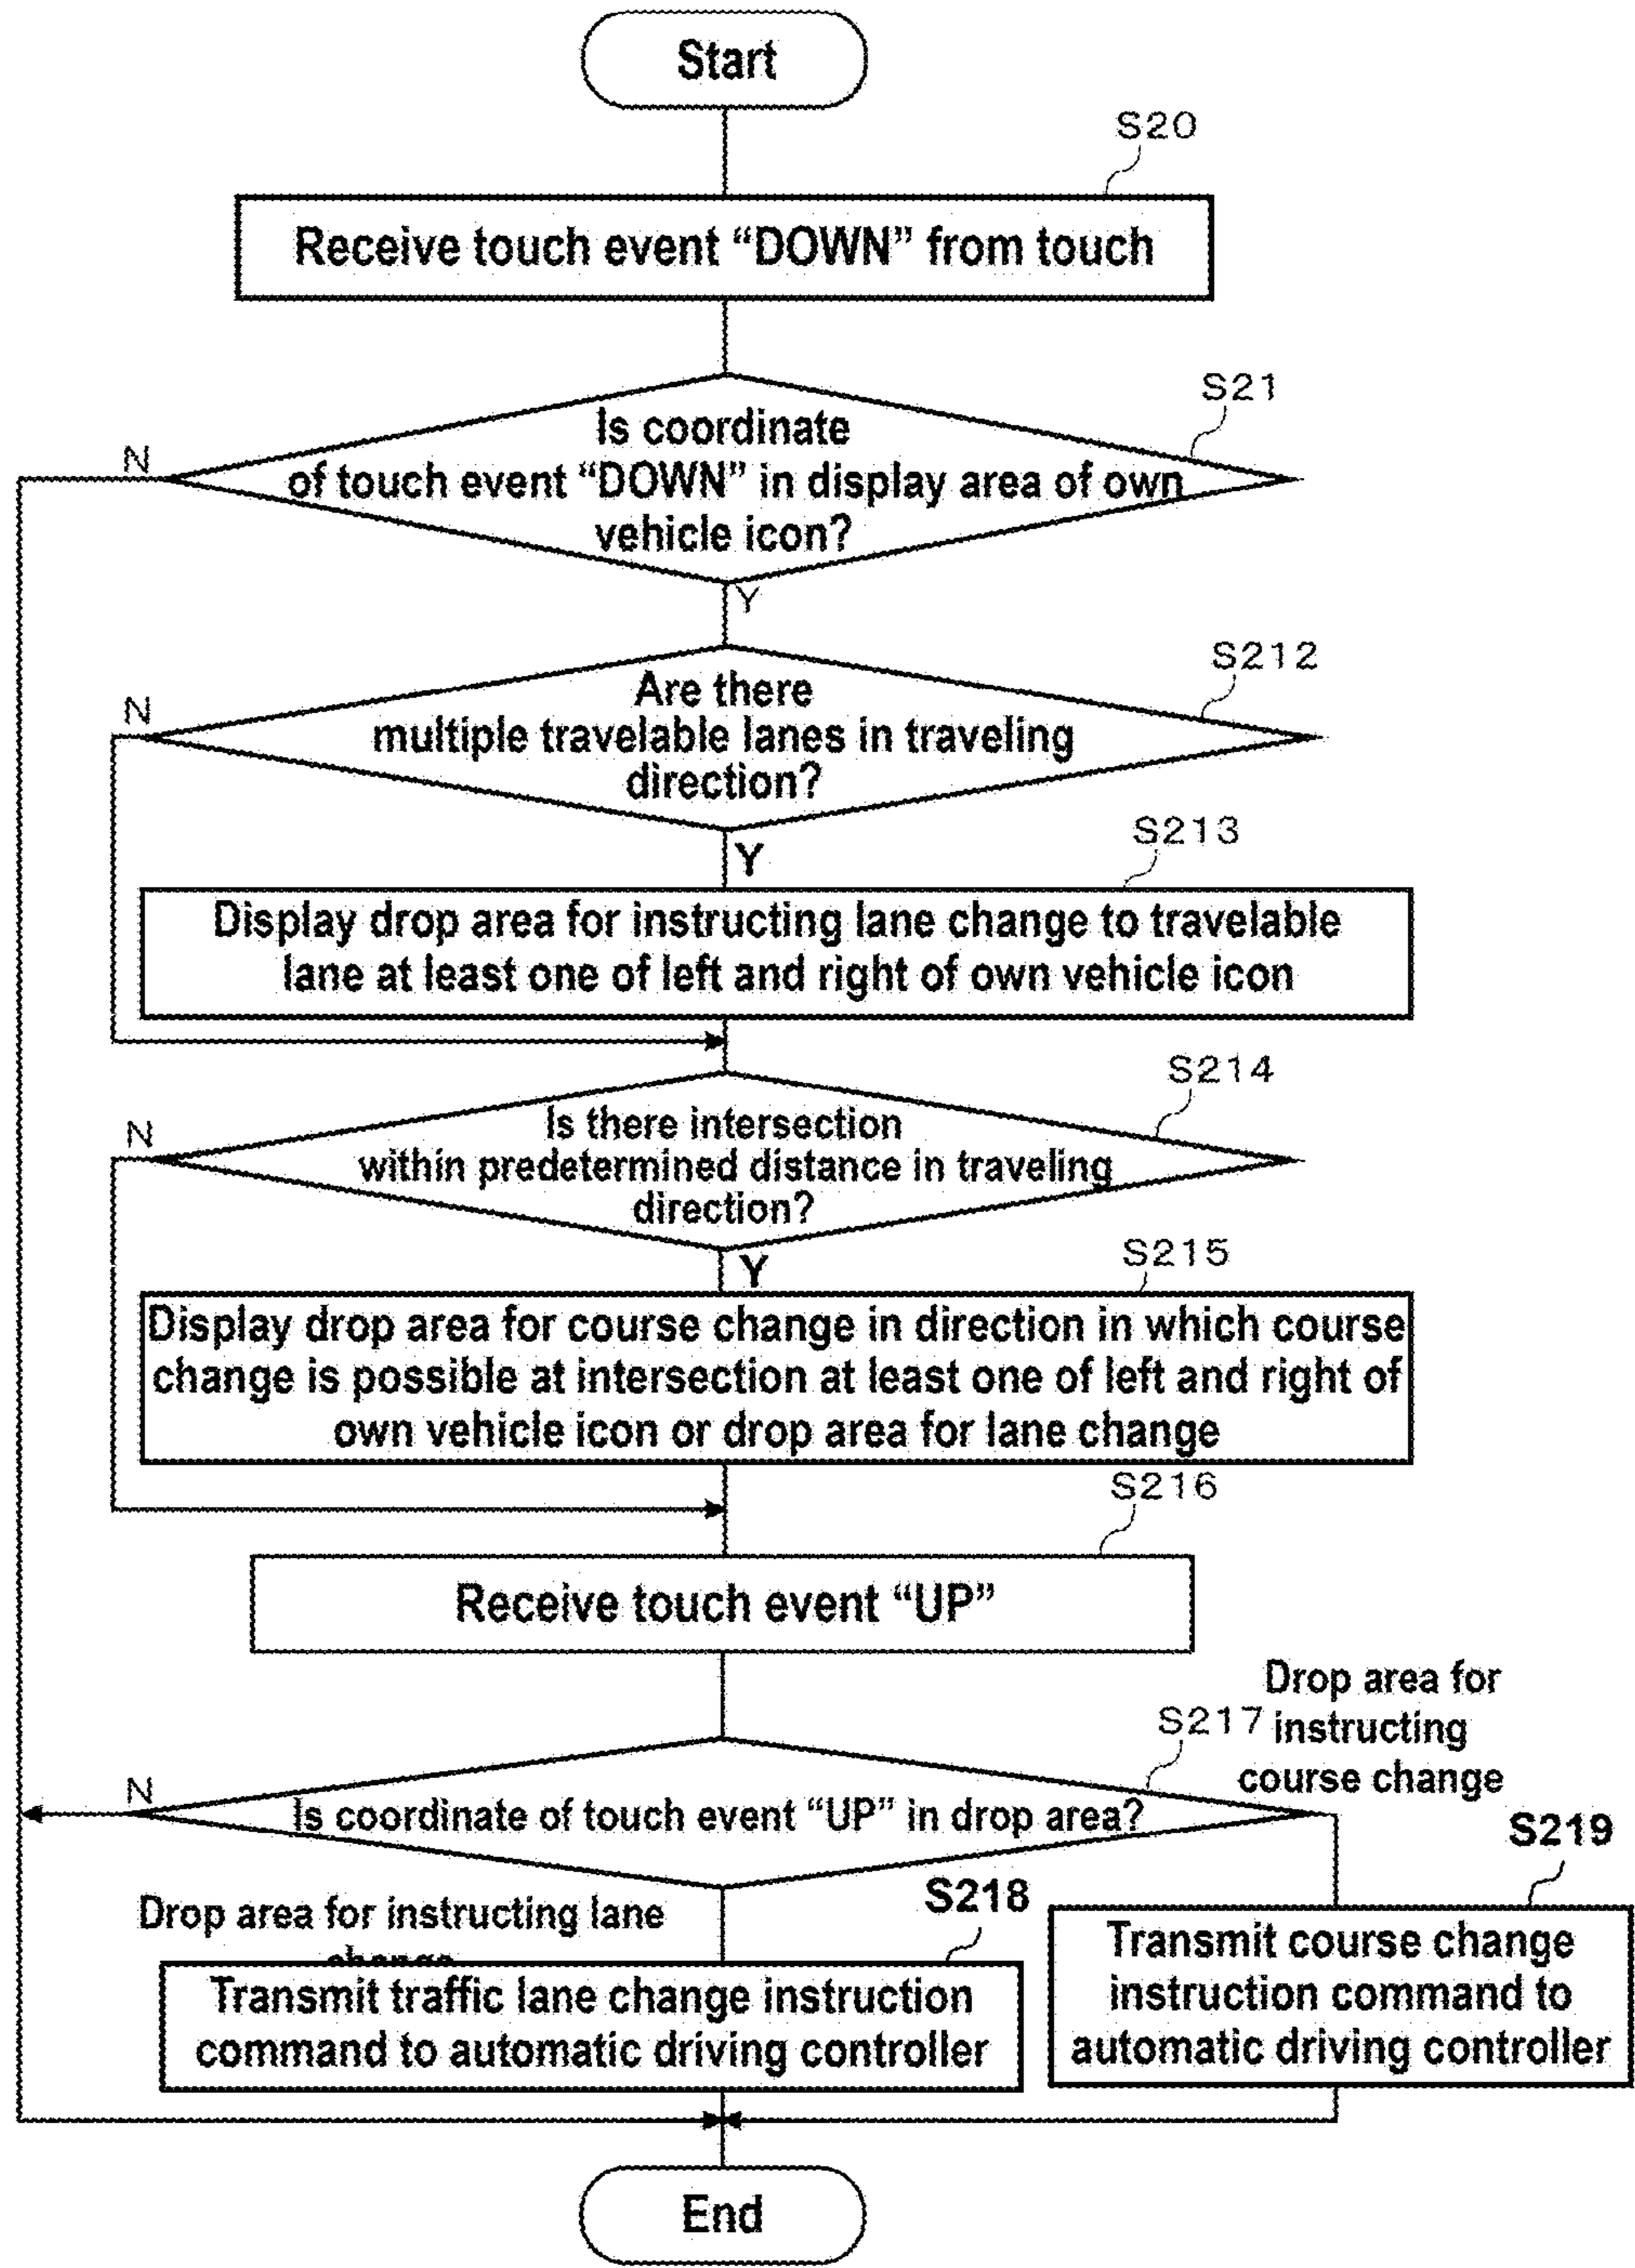 Start
S20
Receive touch event “DOWN” from touch
S21
Is coordinate
of touch event “DOWN” in display area of own
vehicle icon?
N
Y
S212
Are there
multiple travelable lanes in traveling
direction?
N
Y
S213
Display drop area for instructing lane change to travelable
lane at least one of left and right of own vehicle icon
S214
Is there intersection
within predetermined distance in traveling
direction?
N
Y
S215
Display drop area for course change in direction in which course
change is possible at intersection at least one of left and right of
own vehicle icon or drop area for lane change
S216
Receive touch event “UP”
S217
Drop area for
instructing
course change
N
Is coordinate of touch event “UP” in drop area?
S219
S218
Drop area for instructing lane
change
Transmit traffic lane change instruction
command to automatic driving controller
Transmit course change
instruction command to
automatic driving controller
End